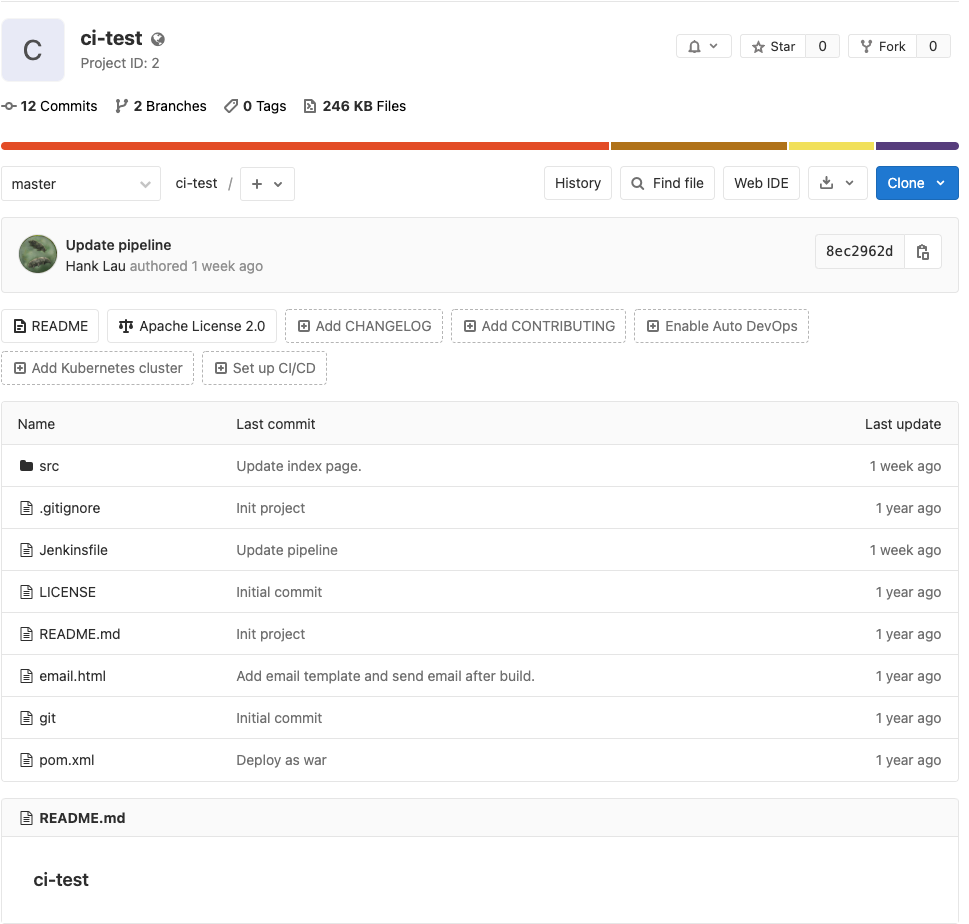 C
ci-test
Project ID: 2
Star 0
Fork 0
12 Commits 2 Branches 0 Tags 246 KB Files
master ci-test / + History Find file Web IDE Clone
Update pipeline
Hank Lau authored 1 week ago
8ec2962d
README Apache License 2.0 Add CHANGELOG Add CONTRIBUTING Enable Auto DevOps
Add Kubernetes cluster Set up CI/CD
Name Last commit Last update
src Update index page. 1 week ago
.gitignore Init project 1 year ago
Jenkinsfile Update pipeline 1 week ago
LICENSE Initial commit 1 year ago
README.md Init project 1 year ago
email.html Add email template and send email after build. 1 year ago
git Initial commit 1 year ago
pom.xml Deploy as war 1 year ago
README.md
ci-test